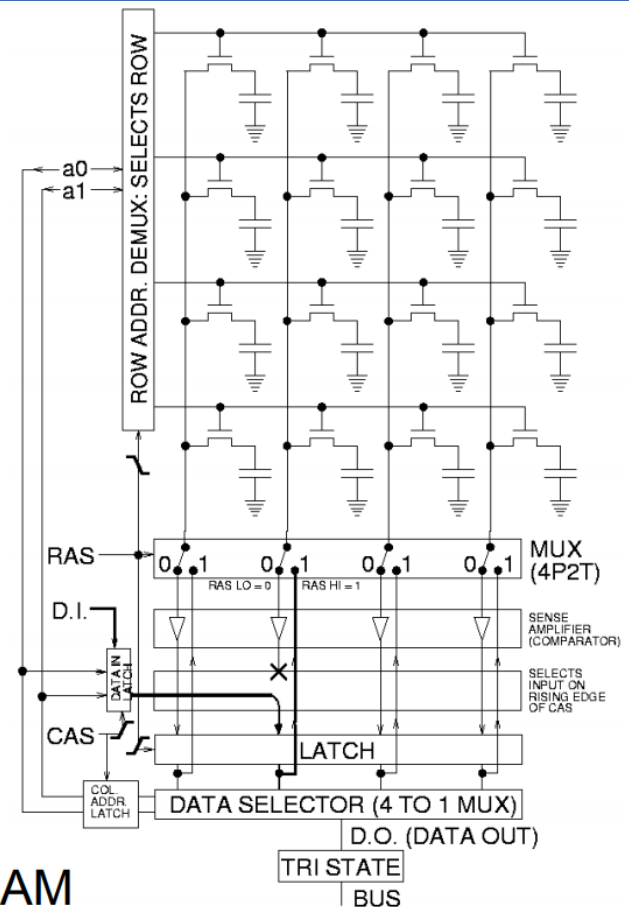 ROW ADDR. DEMUX: SELECTS ROW
a0
a1
RAS
0 1 0 1 0 1 0 1
MUX
(4P2T)
RAS LO = 0
RAS HI = 1
D.I.
SENSE
AMPLIFIER
(COMPARATOR)
DATA IN
LATCH
SELECTS
INPUT ON
RISING EDGE
OF CAS
CAS
LATCH
COL.
ADDR.
LATCH
DATA SELECTOR (4 TO 1 MUX)
D.O. (DATA OUT)
TRI STATE
BUS
AM